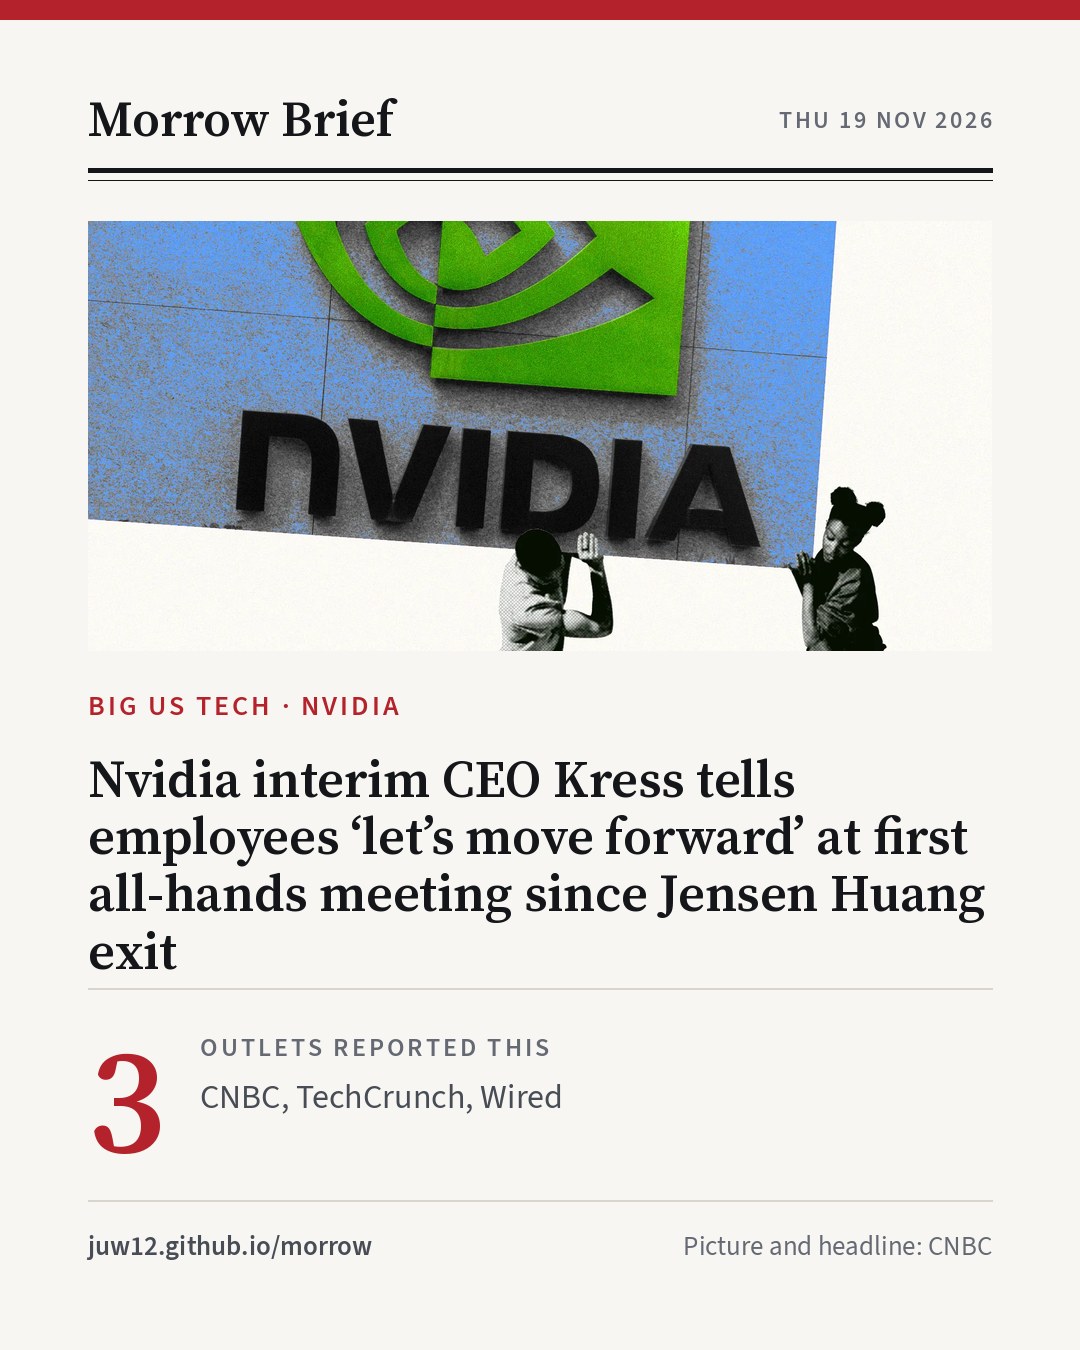 Morrow Brief
THU 19 NOV 2026
NVIDIA
BIG US TECH · NVIDIA
Nvidia interim CEO Kress tells
employees ‘let’s move forward’ at first
all-hands meeting since Jensen Huang
exit
3
OUTLETS REPORTED THIS
CNBC, TechCrunch, Wired
juw12.github.io/morrow
Picture and headline: CNBC